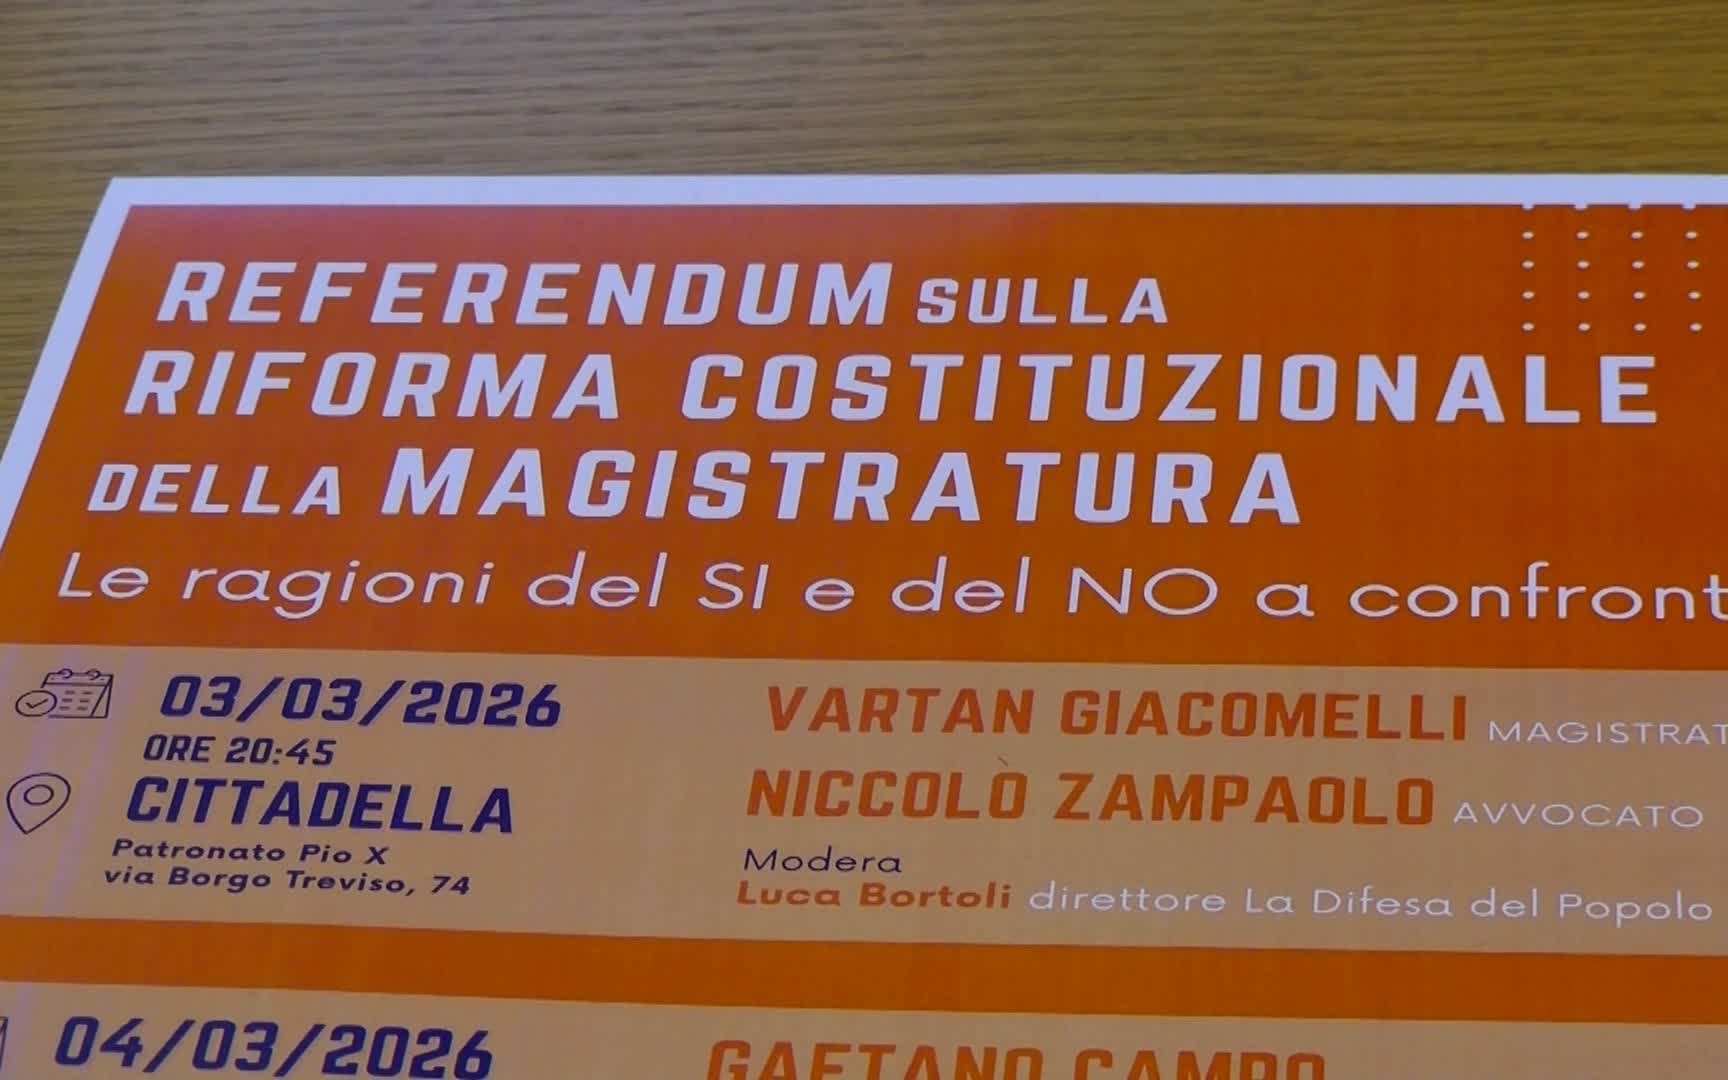 REFERENDUM SULLA
RIFORMA COSTITUZIONALE
DELLA MAGISTRATURA
Le ragioni del SI e del NO a confront
03/03/2026
ORE 20:45
CITTADELLA
Patronato Pio X
via Borgo Treviso, 74
VARTAN GIACOMELLI MAGISTRAT
NICCOLÒ ZAMPAOLO AVVOCATO
Modera
Luca Bortoli direttore La Difesa del Popolo
04/03/2026
GAETANO CAMPO